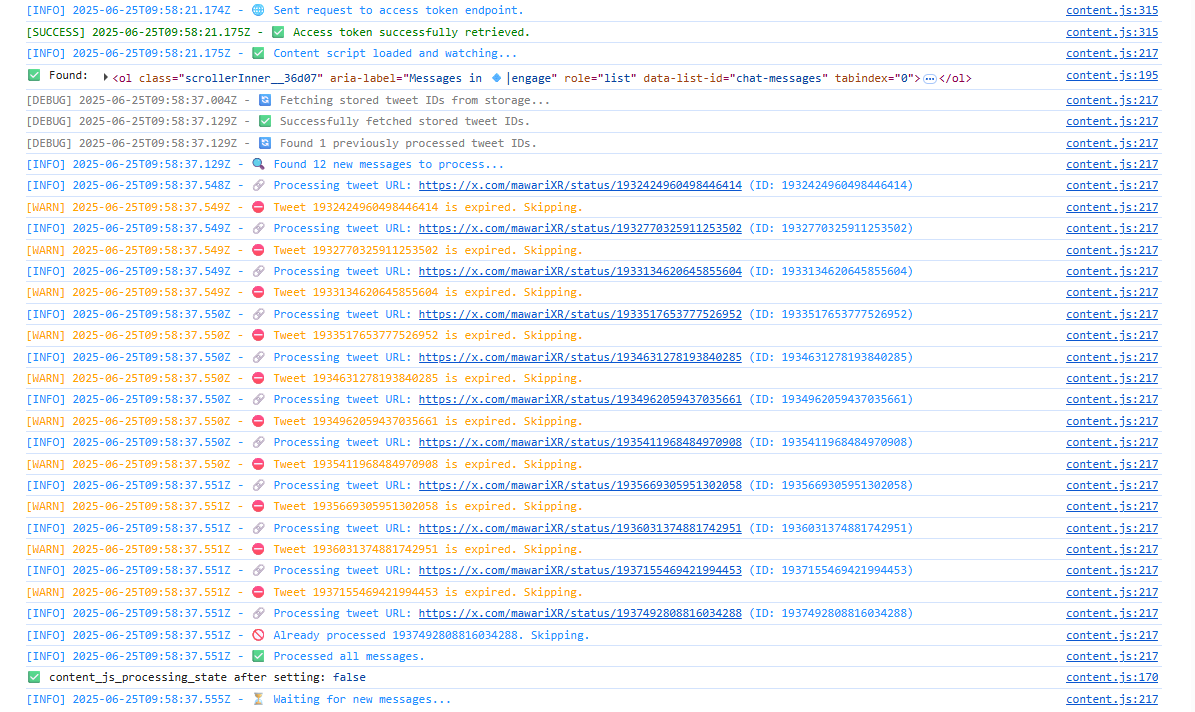 [INFO] 2025-06-25T09:58:21.174Z - 🌐 Sent request to access token endpoint. content.js:315
[SUCCESS] 2025-06-25T09:58:21.175Z - ✅ Access token successfully retrieved. content.js:315
[INFO] 2025-06-25T09:58:21.175Z - ✅ Content script loaded and watching... content.js:217
✅ Found: ▶<ol class="scrollerInner__36d07" aria-label="Messages in 🔹|engage" role="list" data-list-id="chat-messages" tabindex="0">⋯</ol> content.js:195
[DEBUG] 2025-06-25T09:58:37.004Z - 🔄 Fetching stored tweet IDs from storage... content.js:217
[DEBUG] 2025-06-25T09:58:37.129Z - ✅ Successfully fetched stored tweet IDs. content.js:217
[DEBUG] 2025-06-25T09:58:37.129Z - 🔄 Found 1 previously processed tweet IDs. content.js:217
[INFO] 2025-06-25T09:58:37.129Z - 🔍 Found 12 new messages to process... content.js:217
[INFO] 2025-06-25T09:58:37.548Z - 🔗 Processing tweet URL: https://x.com/mawariXR/status/1932424960498446414 (ID: 1932424960498446414) content.js:217
[WARN] 2025-06-25T09:58:37.549Z - ⛔ Tweet 1932424960498446414 is expired. Skipping. content.js:217
[INFO] 2025-06-25T09:58:37.549Z - 🔗 Processing tweet URL: https://x.com/mawariXR/status/1932770325911253502 (ID: 1932770325911253502) content.js:217
[WARN] 2025-06-25T09:58:37.549Z - ⛔ Tweet 1932770325911253502 is expired. Skipping. content.js:217
[INFO] 2025-06-25T09:58:37.549Z - 🔗 Processing tweet URL: https://x.com/mawariXR/status/1933134620645855604 (ID: 1933134620645855604) content.js:217
[WARN] 2025-06-25T09:58:37.549Z - ⛔ Tweet 1933134620645855604 is expired. Skipping. content.js:217
[INFO] 2025-06-25T09:58:37.550Z - 🔗 Processing tweet URL: https://x.com/mawariXR/status/1933517653777526952 (ID: 1933517653777526952) content.js:217
[WARN] 2025-06-25T09:58:37.550Z - ⛔ Tweet 1933517653777526952 is expired. Skipping. content.js:217
[INFO] 2025-06-25T09:58:37.550Z - 🔗 Processing tweet URL: https://x.com/mawariXR/status/1934631278193840285 (ID: 1934631278193840285) content.js:217
[WARN] 2025-06-25T09:58:37.550Z - ⛔ Tweet 1934631278193840285 is expired. Skipping. content.js:217
[INFO] 2025-06-25T09:58:37.550Z - 🔗 Processing tweet URL: https://x.com/mawariXR/status/1934962059437035661 (ID: 1934962059437035661) content.js:217
[WARN] 2025-06-25T09:58:37.550Z - ⛔ Tweet 1934962059437035661 is expired. Skipping. content.js:217
[INFO] 2025-06-25T09:58:37.550Z - 🔗 Processing tweet URL: https://x.com/mawariXR/status/1935411968484970908 (ID: 1935411968484970908) content.js:217
[WARN] 2025-06-25T09:58:37.550Z - ⛔ Tweet 1935411968484970908 is expired. Skipping. content.js:217
[INFO] 2025-06-25T09:58:37.551Z - 🔗 Processing tweet URL: https://x.com/mawariXR/status/1935669305951302058 (ID: 1935669305951302058) content.js:217
[WARN] 2025-06-25T09:58:37.551Z - ⛔ Tweet 1935669305951302058 is expired. Skipping. content.js:217
[INFO] 2025-06-25T09:58:37.551Z - 🔗 Processing tweet URL: https://x.com/mawariXR/status/1936031374881742951 (ID: 1936031374881742951) content.js:217
[WARN] 2025-06-25T09:58:37.551Z - ⛔ Tweet 1936031374881742951 is expired. Skipping. content.js:217
[INFO] 2025-06-25T09:58:37.551Z - 🔗 Processing tweet URL: https://x.com/mawariXR/status/1937155469421994453 (ID: 1937155469421994453) content.js:217
[WARN] 2025-06-25T09:58:37.551Z - ⛔ Tweet 1937155469421994453 is expired. Skipping. content.js:217
[INFO] 2025-06-25T09:58:37.551Z - 🔗 Processing tweet URL: https://x.com/mawariXR/status/1937492808816034288 (ID: 1937492808816034288) content.js:217
[INFO] 2025-06-25T09:58:37.551Z - 🚫 Already processed 1937492808816034288. Skipping. content.js:217
[INFO] 2025-06-25T09:58:37.551Z - ✅ Processed all messages. content.js:217
✅ content_js_processing_state after setting: false content.js:170
[INFO] 2025-06-25T09:58:37.555Z - ⏳ Waiting for new messages... content.js:217